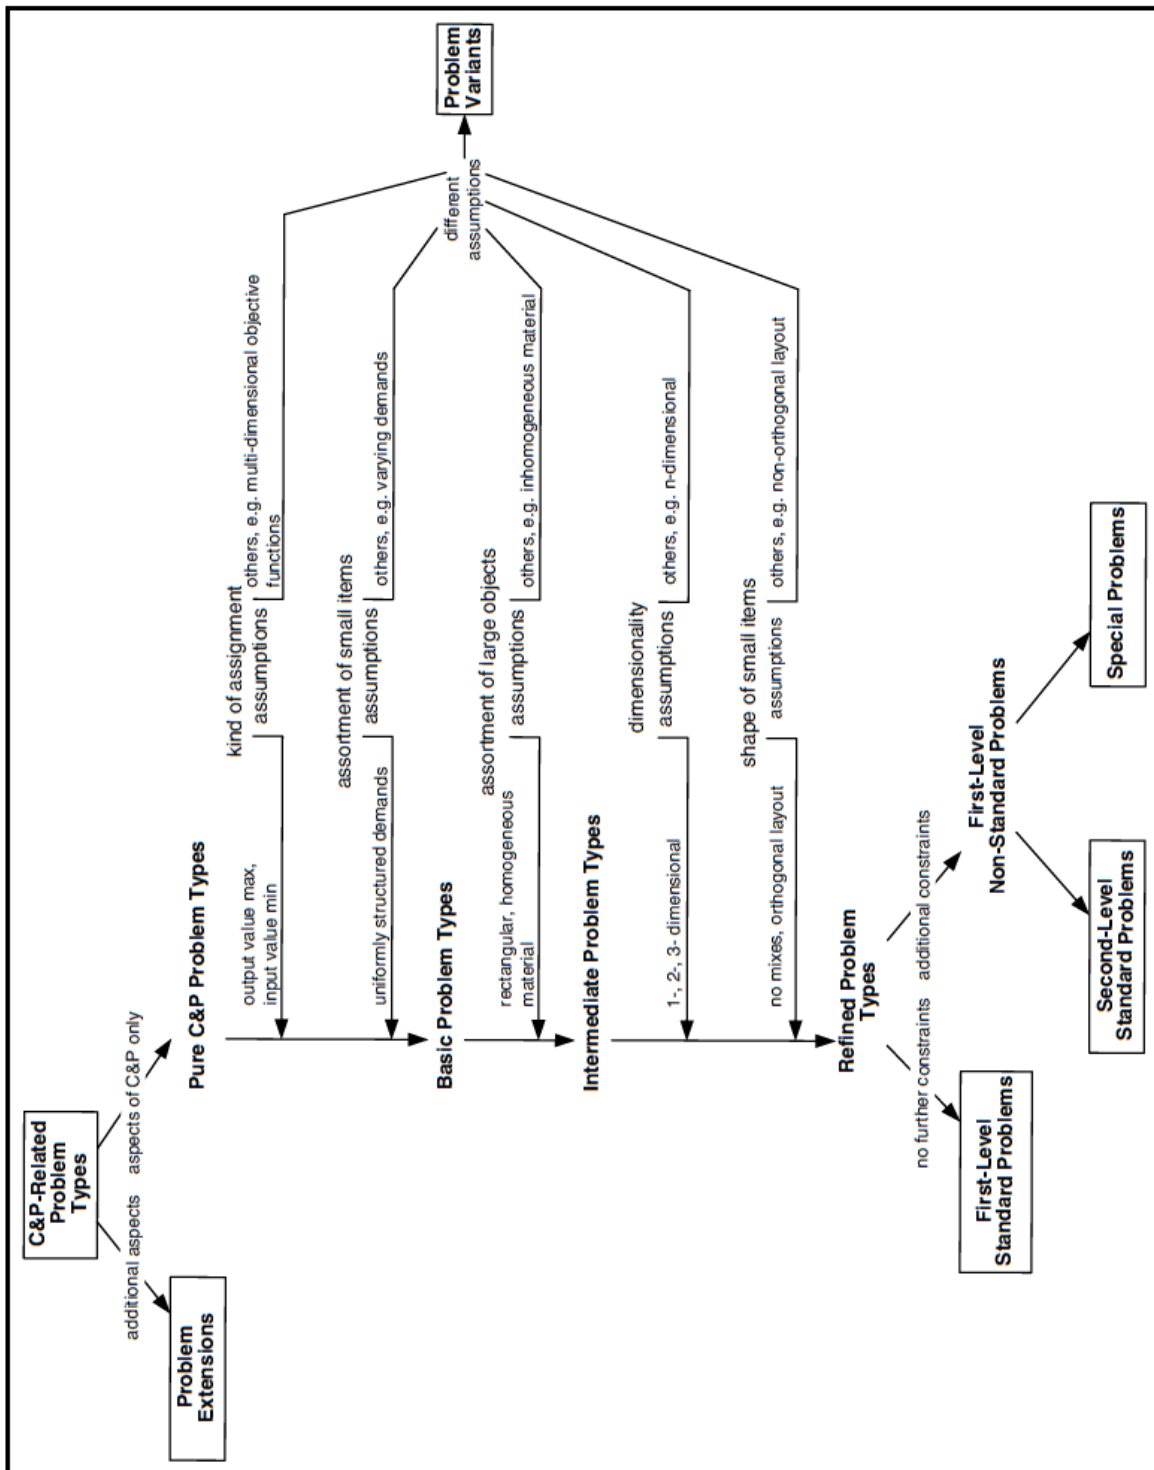 C&P-Related
Problem
Types
additional aspects
aspects of C&P only
Problem
Extensions
Pure C&P Problem Types
kind of assignment
output value max,
input value min
assumptions
others, e.g. multi-dimensional objective
functions
assortment of small items
uniformly structured demands
assumptions
others, e.g. varying demands
Basic Problem Types
assortment of large objects
rectangular, homogeneous
material
assumptions
others, e.g. inhomogeneous material
different
assumptions
Problem
Variants
Intermediate Problem Types
dimensionality
1-, 2-, 3- dimensional
assumptions
others, e.g. n-dimensional
shape of small items
no mixes, orthogonal layout
assumptions
others, e.g. non-orthogonal layout
Refined Problem
Types
no further constraints
additional constraints
First-Level
Standard Problems
First-Level
Non-Standard Problems
Second-Level
Standard Problems
Special Problems